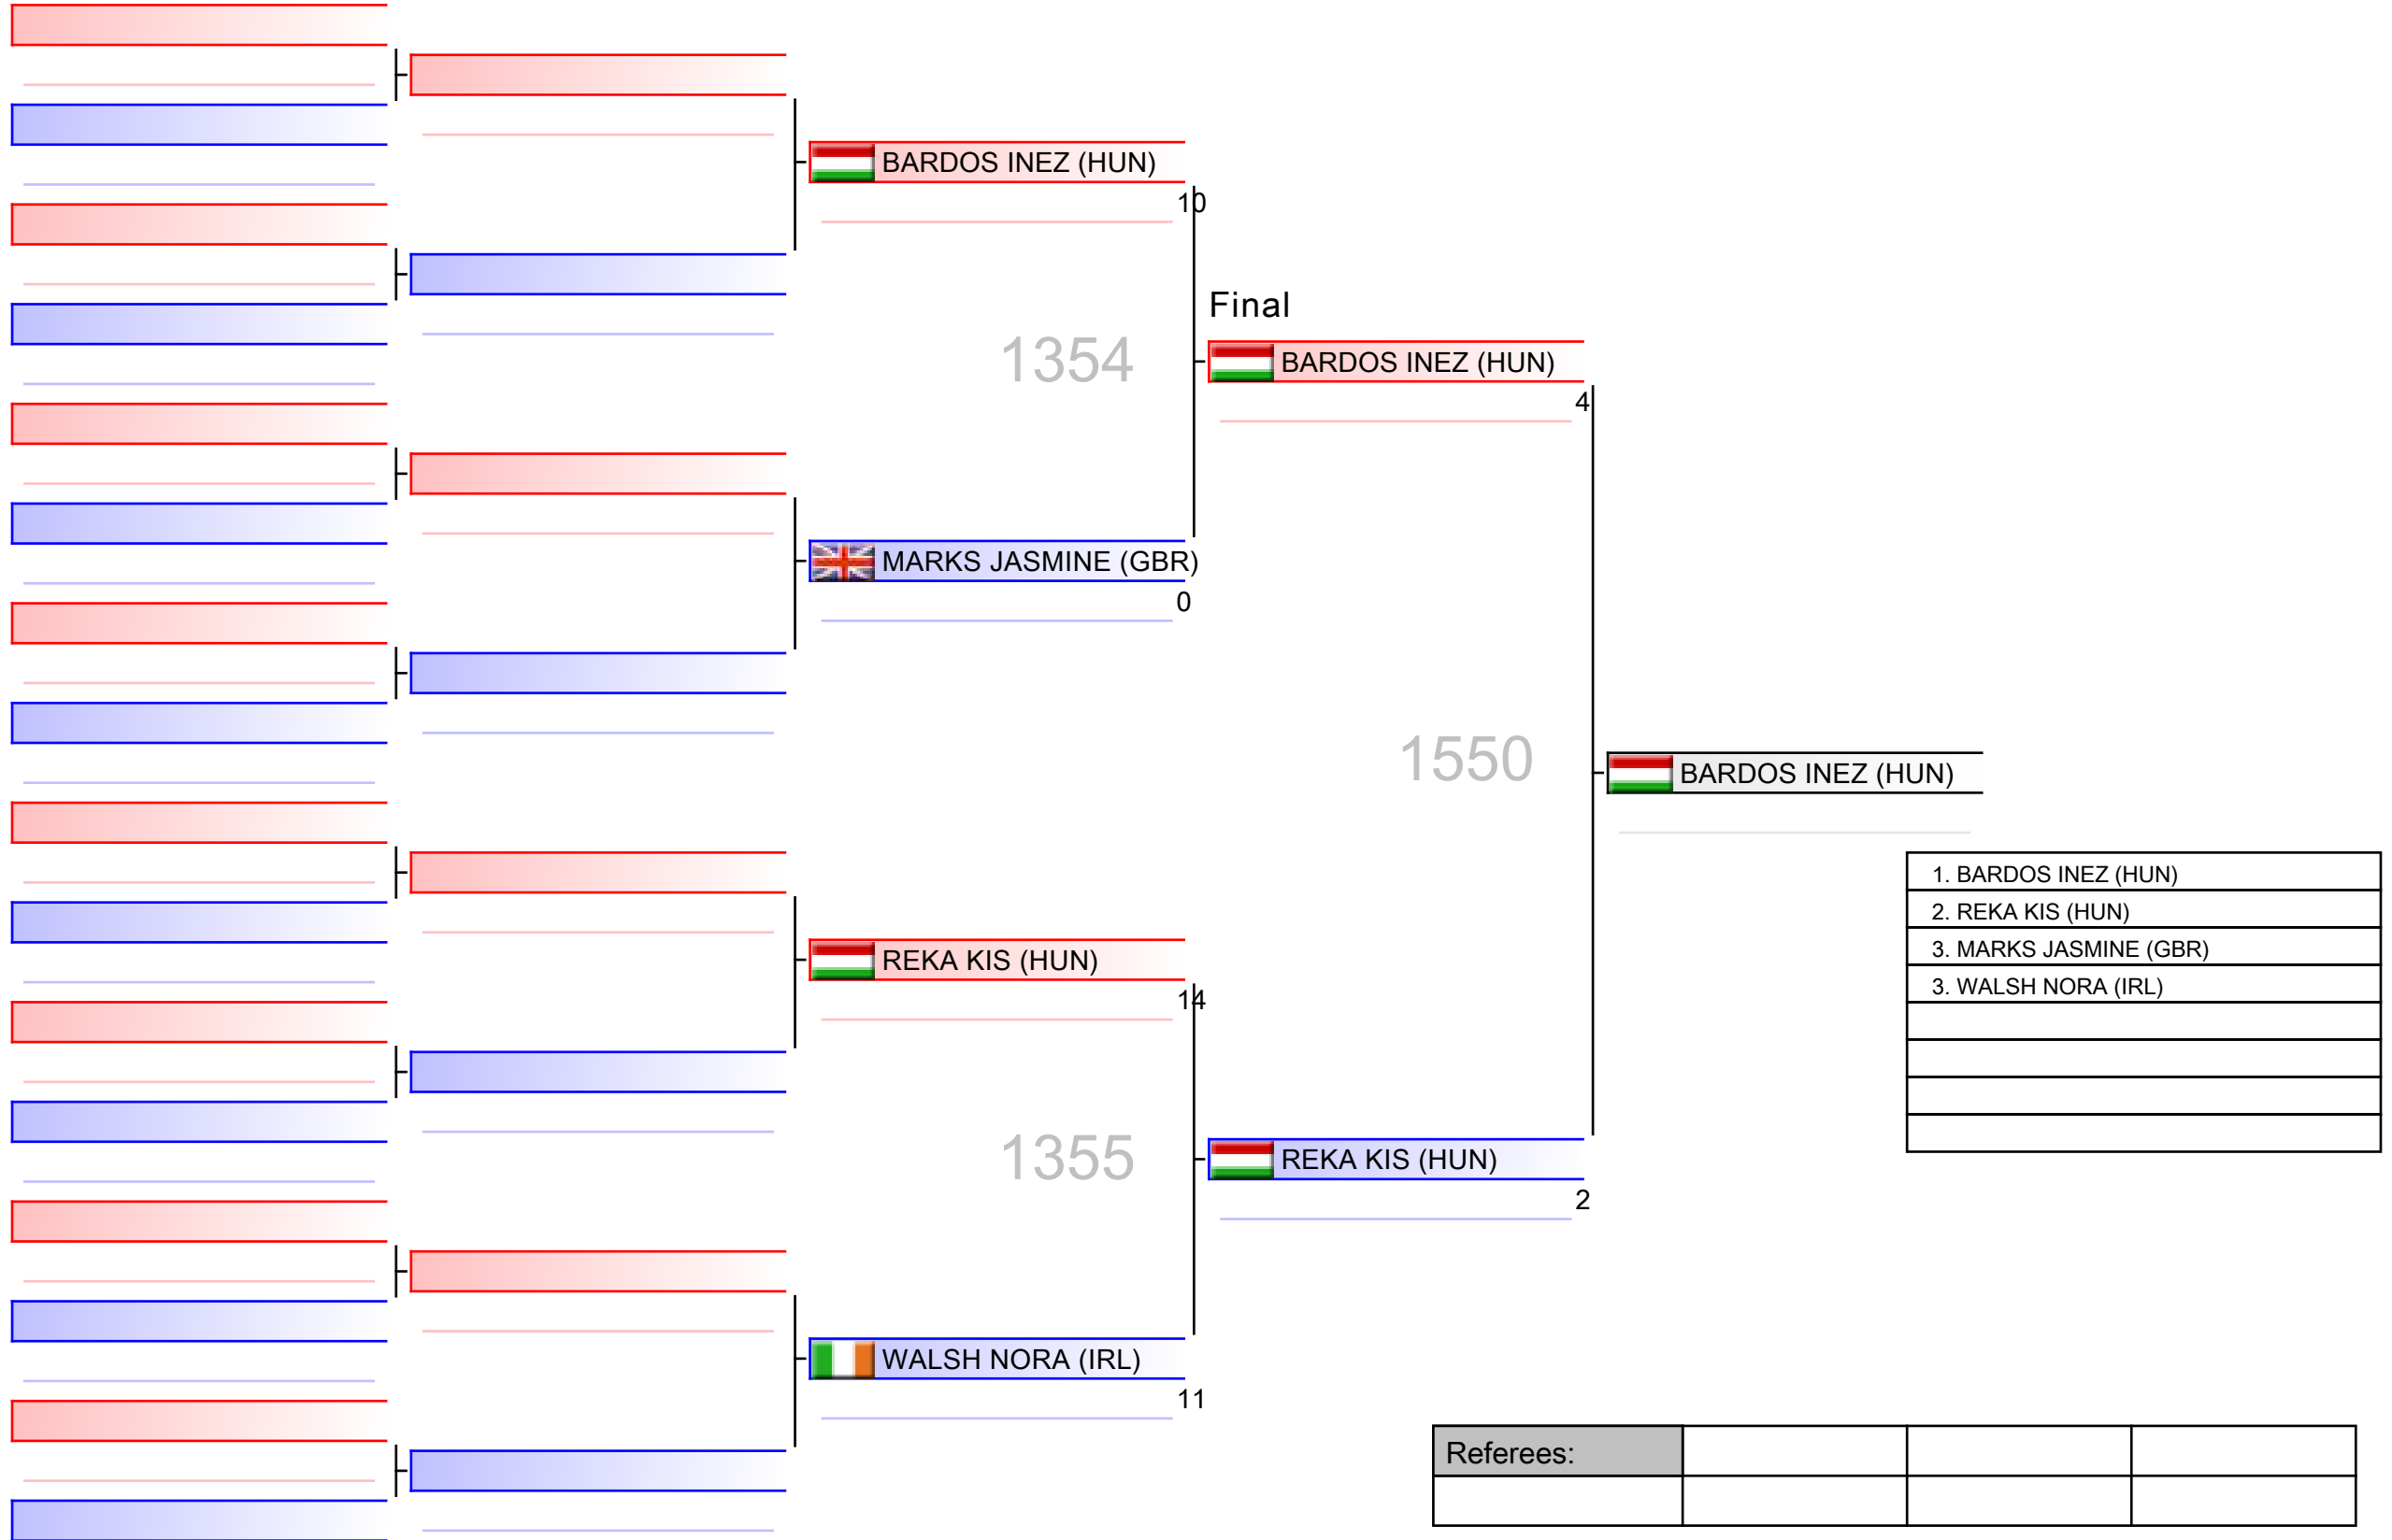 BARDOS INEZ (HUN)
10
Final
1354
BARDOS INEZ (HUN)
4
MARKS JASMINE (GBR)
0
1550
BARDOS INEZ (HUN)
1. BARDOS INEZ (HUN)
2. REKA KIS (HUN)
3. MARKS JASMINE (GBR)
3. WALSH NORA (IRL)
REKA KIS (HUN)
14
1355
REKA KIS (HUN)
2
WALSH NORA (IRL)
11
Referees: